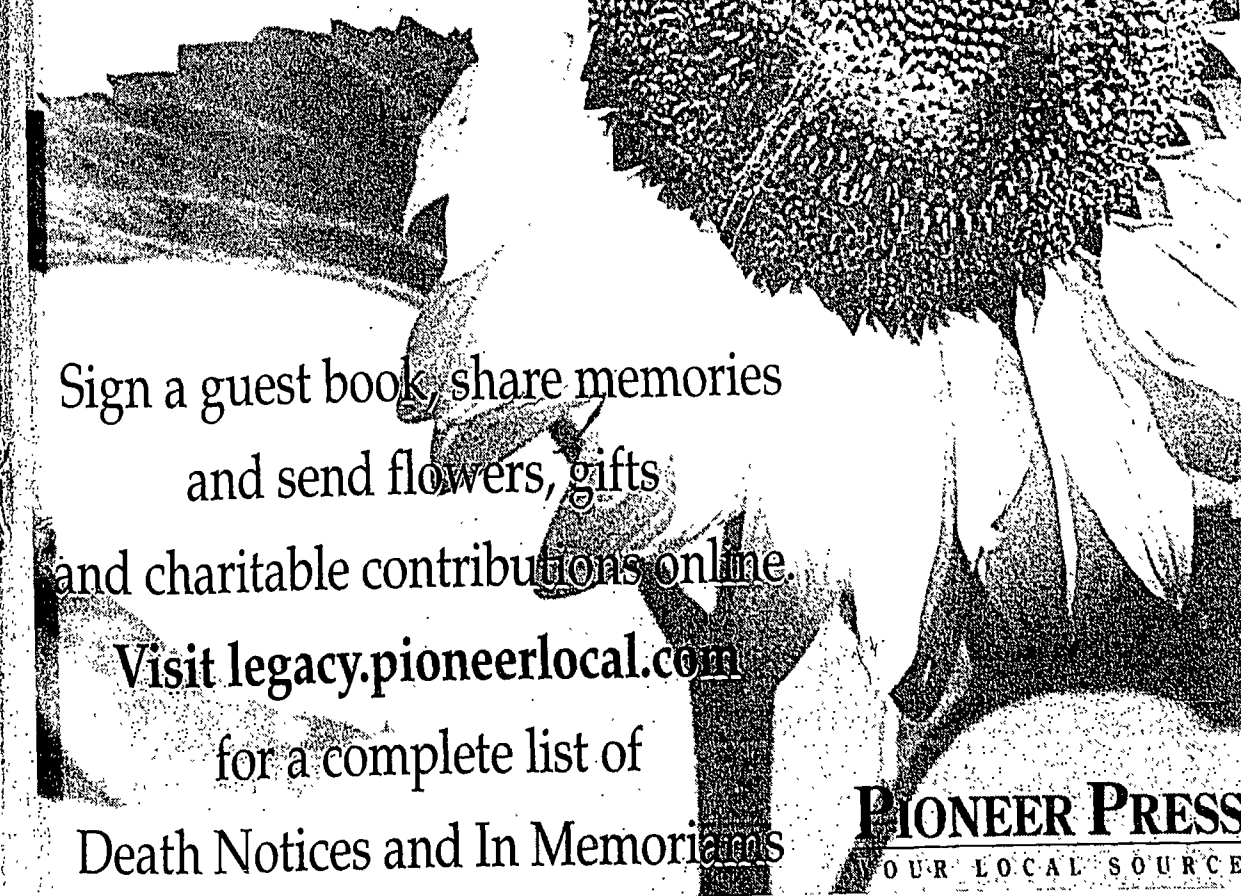 Sign a guest book, share memories
and send flowers, gifts
and charitable contributions online.
Visit legacy.pioneerlocal.com
for a complete list of
Death Notices and In Memoriams
PIONEER PRESS
YOUR LOCAL SOURCE